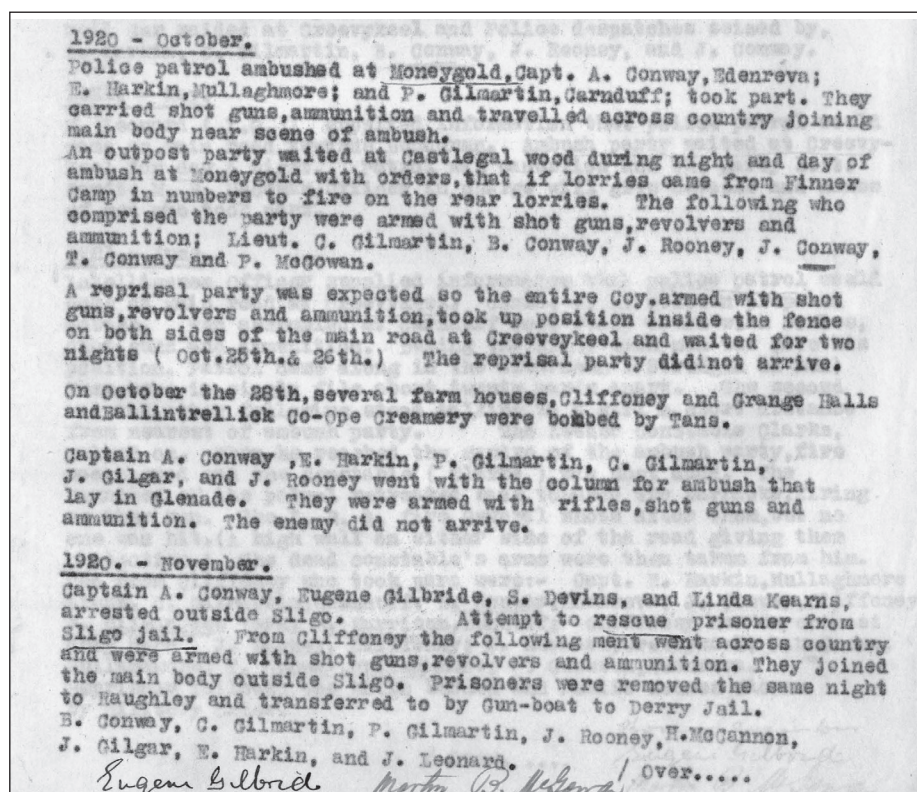 1920 - October.
Police patrol ambushed at Moneygold,Capt. A. Conway,Edenreva;
E. Harkin,Mullaghmore; and P. Gilmartin,Carnduff; took part. They
carried shot guns,ammunition and travelled across country joining
main body near scene of ambush.
An outpost party waited at Castlegal wood during night and day of
ambush at Moneygold with orders,that if lorries came from Finner
Camp in numbers to fire on the rear lorries. The following who
comprised the party were armed with shot guns,revolvers and
ammunition; Lieut. C. Gilmartin, B. Conway, J. Rooney, J. Conway,
T. Conway and P. McGowan.
A reprisal party was expected so the entire Coy.armed with shot
guns,revolvers and ammunition,took up position inside the fence
on both sides of the main road at Creeveykeel and waited for two
nights ( Oct.25th.& 26th.) The reprisal party didinot arrive.
On October the 28th,several farm houses,Cliffoney and Grange Halls
andBallintrellick Co-Ope Creamery were bombed by Tans.
Captain A. Conway ,E. Harkin, P. Gilmartin, C. Gilmartin,
J. Gilgar, and J. Rooney went with the column for ambush that
lay in Glenade. They were armed with rifles,shot guns and
ammunition. The enemy did not arrive.
1920. - November.
Captain A. Conway, Eugene Gilbride, S. Devins, and Linda Kearns,
arrested outside Sligo. Attempt to rescue prisoner from
Sligo jail. From Cliffoney the following ment went across country
and were armed with shot guns,revolvers and ammunition. They joined
the main body outside Sligo. Prisoners were removed the same night
to Raughley and transferred to by Gun-boat to Derry Jail.
B. Conway, C. Gilmartin, P. Gilmartin, J. Rooney,H.McCannon,
J. Gilgar, E. Harkin, and J. Leonard.
Over.....
Eugene Gilbride Martin B. McGowan